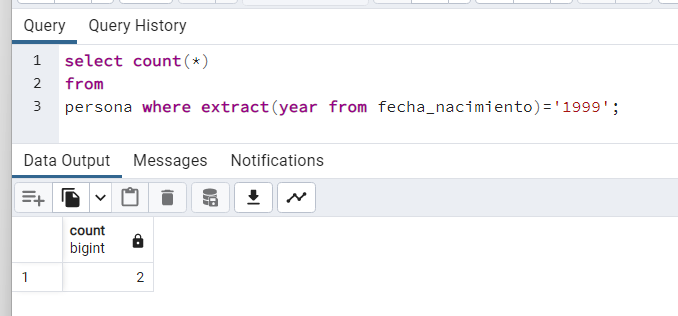 Query Query History
1 select count(*)
2 from
3 persona where extract(year from fecha_nacimiento)='1999';
Data Output Messages Notifications
count
bigint
1 2